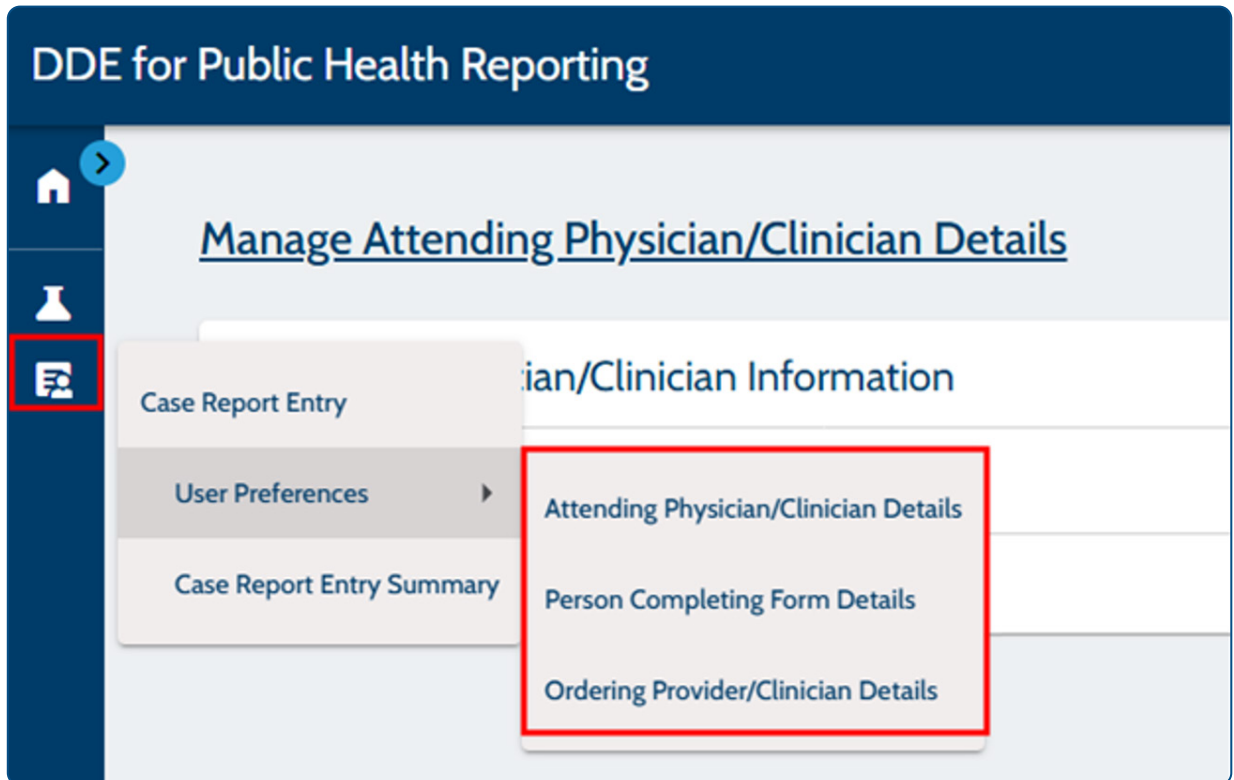 DDE for Public Health Reporting
Manage Attending Physician/Clinician Details
ian/Clinician Information
Case Report Entry
User Preferences
Case Report Entry Summary
Attending Physician/Clinician Details
Person Completing Form Details
Ordering Provider/Clinician Details